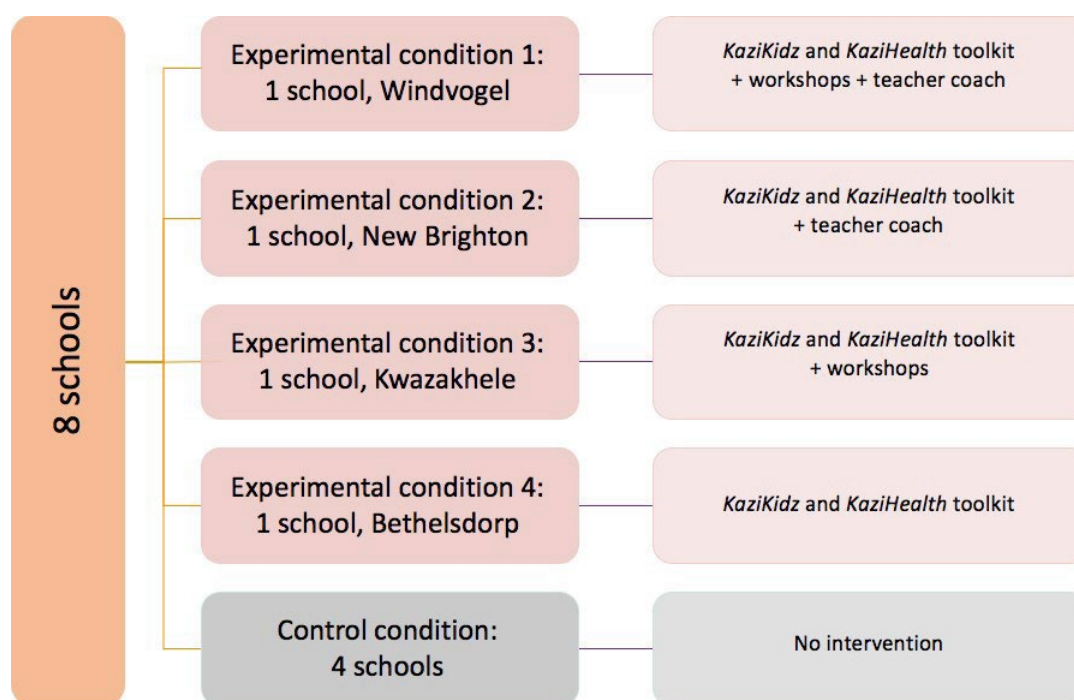 8 schools
Experimental condition 1:
1 school, Windvogel
KaziKidz and KaziHealth toolkit
+ workshops + teacher coach
Experimental condition 2:
1 school, New Brighton
KaziKidz and KaziHealth toolkit
+ teacher coach
Experimental condition 3:
1 school, Kwazakhele
KaziKidz and KaziHealth toolkit
+ workshops
Experimental condition 4:
1 school, Bethelsdorp
KaziKidz and KaziHealth toolkit
Control condition:
4 schools
No intervention